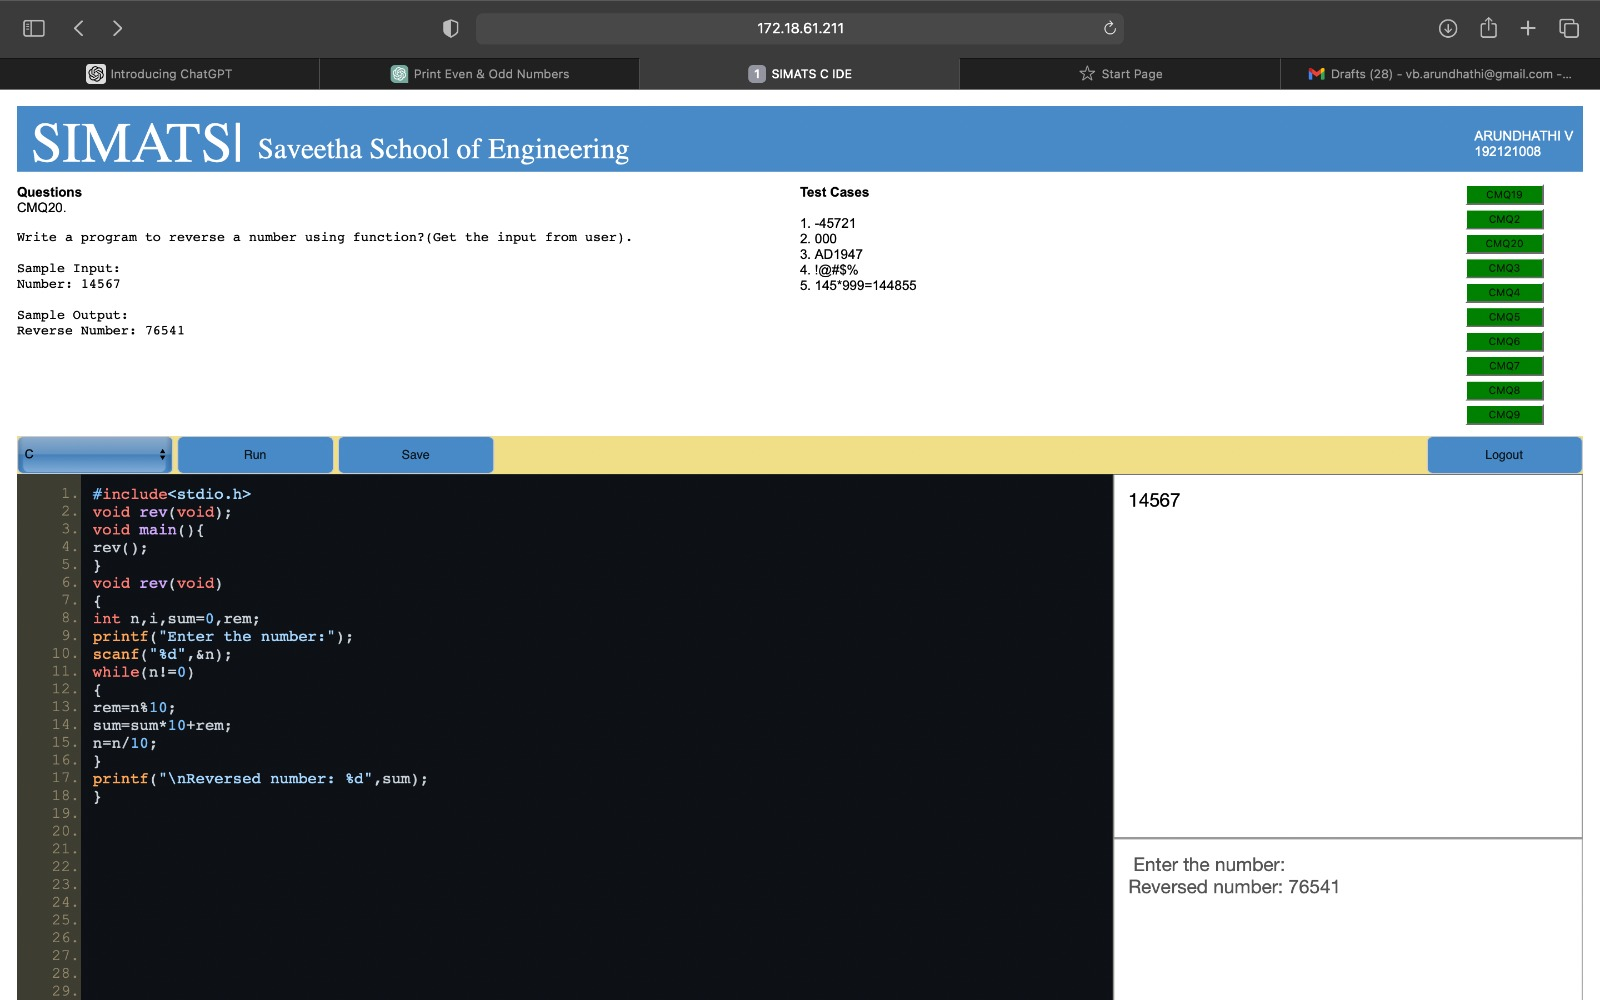 172.18.61.211
Introducing ChatGPT
Print Even & Odd Numbers
1 SIMATS C IDE
Start Page
Drafts (28) - vb.arundhathi@gmail.com -...
SIMATS| Saveetha School of Engineering
ARUNDHATHI V
192121008
Questions
CMQ20.
Write a program to reverse a number using function?(Get the input from user).
Sample Input:
Number: 14567
Sample Output:
Reverse Number: 76541
Test Cases
1. -45721
2. 000
3. AD1947
4. !@#$%
5. 145*999=144855
CMQ19
CMQ2
CMQ20
CMQ3
CMQ4
CMQ5
CMQ6
CMQ7
CMQ8
CMQ9
C
Run
Save
Logout
1. #include<stdio.h>
2. void rev(void);
3. void main(){
4. rev();
5. }
6. void rev(void)
7. {
8. int n,i,sum=0,rem;
9. printf("Enter the number:");
10. scanf("%d",&n);
11. while(n!=0)
12. {
13. rem=n%10;
14. sum=sum*10+rem;
15. n=n/10;
16. }
17. printf("\nReversed number: %d",sum);
18. }
19.
20.
21.
22.
23.
24.
25.
26.
27.
28.
29.
14567
Enter the number:
Reversed number: 76541